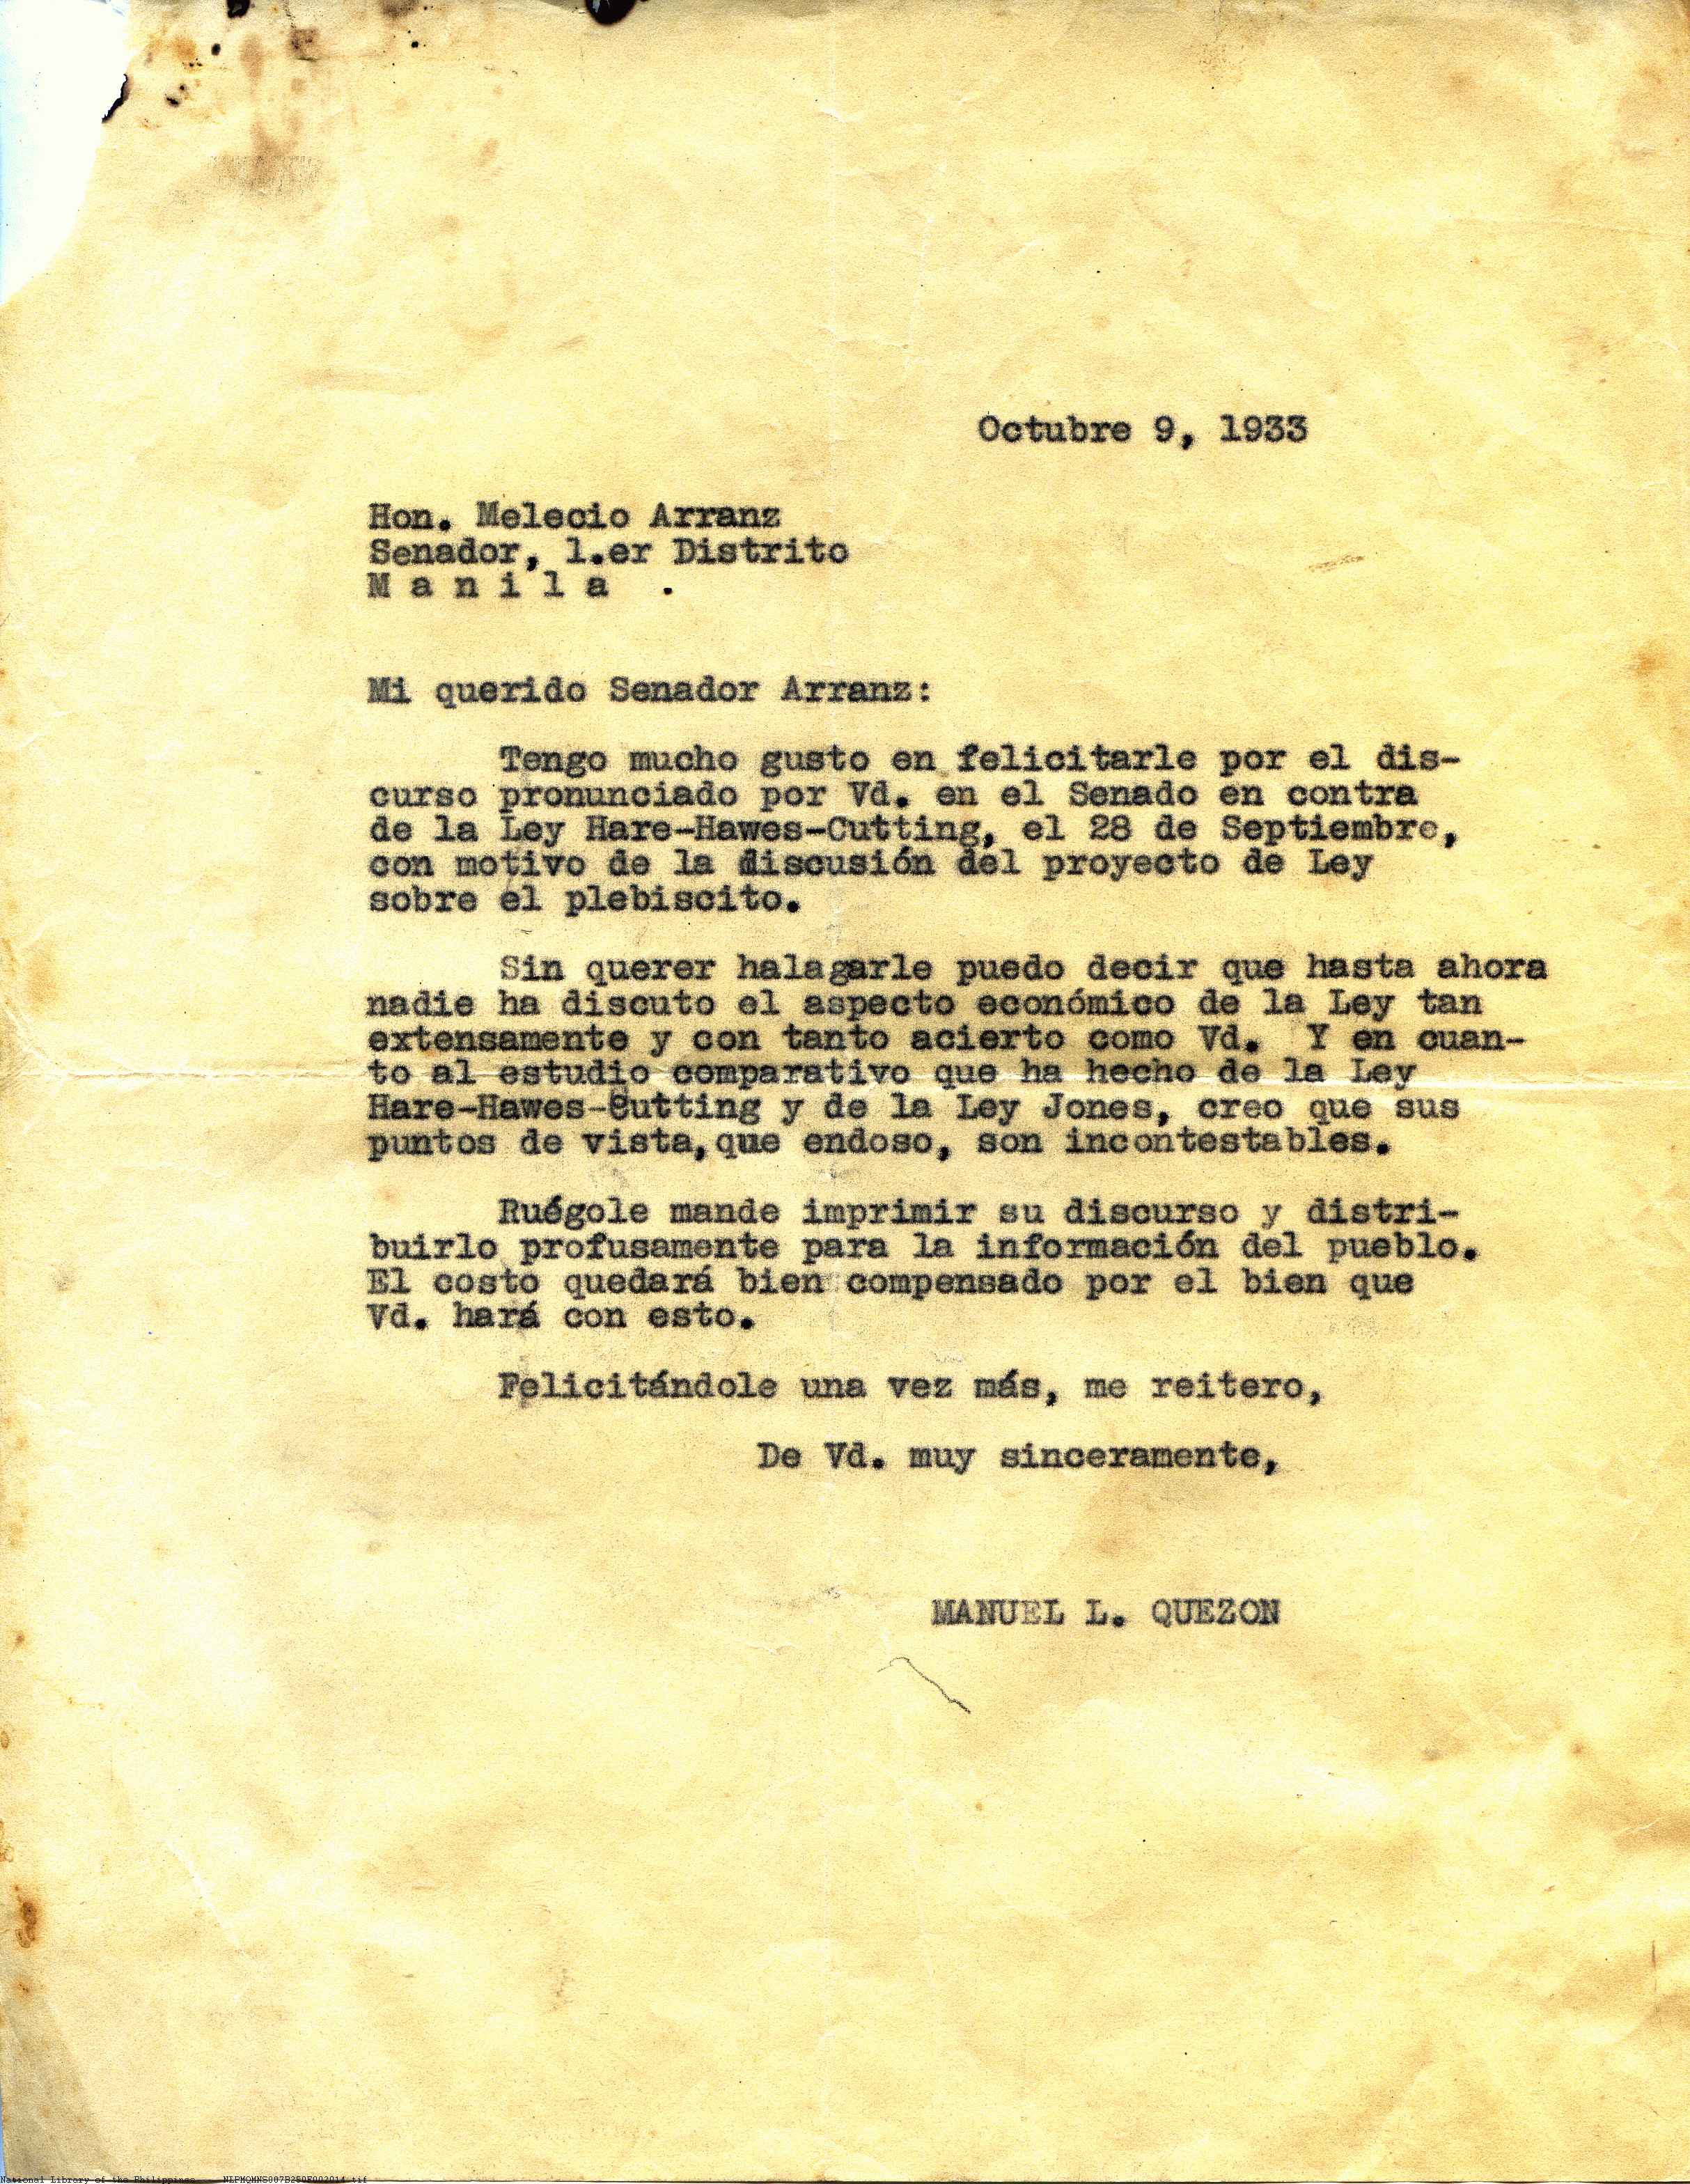 Octubre 9, 1933
Hon. Melecio Arranz
Senador, 1.er Distrito
M a n i l a .
Mi querido Senador Arranz:
Tengo mucho gusto en felicitarle por el dis-
curso pronunciado por Vd. en el Senado en contra
de la Ley Hare-Hawes-Cutting, el 28 de Septiembre,
con motivo de la discusión del proyecto de Ley
sobre el plebiscito.
Sin querer halagarle puedo decir que hasta ahora
nadie ha discuto el aspecto económico de la Ley tan
extensamente y con tanto acierto como Vd. Y en cuan-
to al estudio comparativo que ha hecho de la Ley
Hare-Hawes-Cutting y de la Ley Jones, creo que sus
puntos de vista, que endoso, son incontestables.
Ruégole mande imprimir su discurso y distri-
buirlo profusamente para la información del pueblo.
El costo quedará bien compensado por el bien que
Vd. hará con esto.
Felicitándole una vez más, me reitero,
De Vd. muy sinceramente,
MANUEL L. QUEZON
National Library of the Philippines